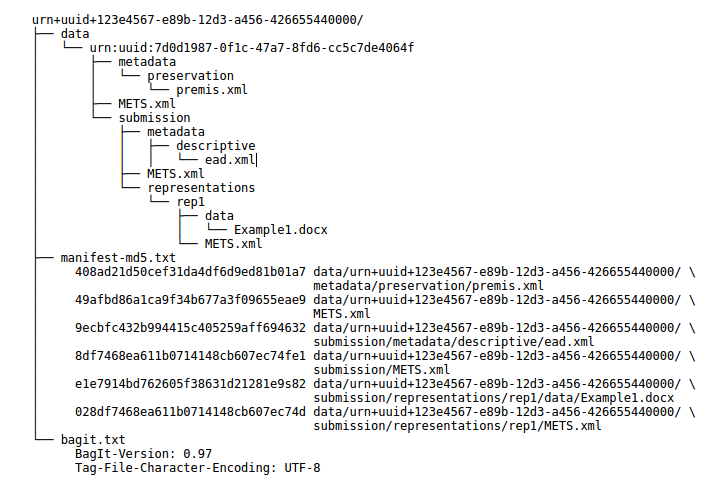 urn+uuid+123e4567-e89b-12d3-a456-426655440000/
├── data
│   └── urn:uuid:7d0d1987-0f1c-47a7-8fd6-cc5c7de4064f
│       ├── metadata
│       │   └── preservation
│       │       └── premis.xml
│       ├── METS.xml
│       └── submission
│           ├── metadata
│           │   ├── descriptive
│           │   │   └── ead.xml
│           ├── METS.xml
│           └── representations
│               └── rep1
│                   ├── data
│                   │   └── Example1.docx
│                   └── METS.xml
├── manifest-md5.txt
│     408ad21d50cef31da4df6d9ed81b01a7 data/urn+uuid+123e4567-e89b-12d3-a456-426655440000/ \
│                                      metadata/preservation/premis.xml
│     49afbd86a1ca9f34b677a3f09655eae9 data/urn+uuid+123e4567-e89b-12d3-a456-426655440000/ \
│                                      METS.xml
│     9ecbfc432b994415c405259aff694632 data/urn+uuid+123e4567-e89b-12d3-a456-426655440000/ \
│                                      submission/metadata/descriptive/ead.xml
│     8df7468ea611b0714148cb607ec74fe1 data/urn+uuid+123e4567-e89b-12d3-a456-426655440000/ \
│                                      submission/METS.xml
│     e1e7914bd762605f38631d21281e9s82 data/urn+uuid+123e4567-e89b-12d3-a456-426655440000/ \
│                                      submission/representations/rep1/data/Example1.docx
│     028df7468ea611b0714148cb607ec74d data/urn+uuid+123e4567-e89b-12d3-a456-426655440000/ \
│                                      submission/representations/rep1/METS.xml
└── bagit.txt
      BagIt-Version: 0.97
      Tag-File-Character-Encoding: UTF-8